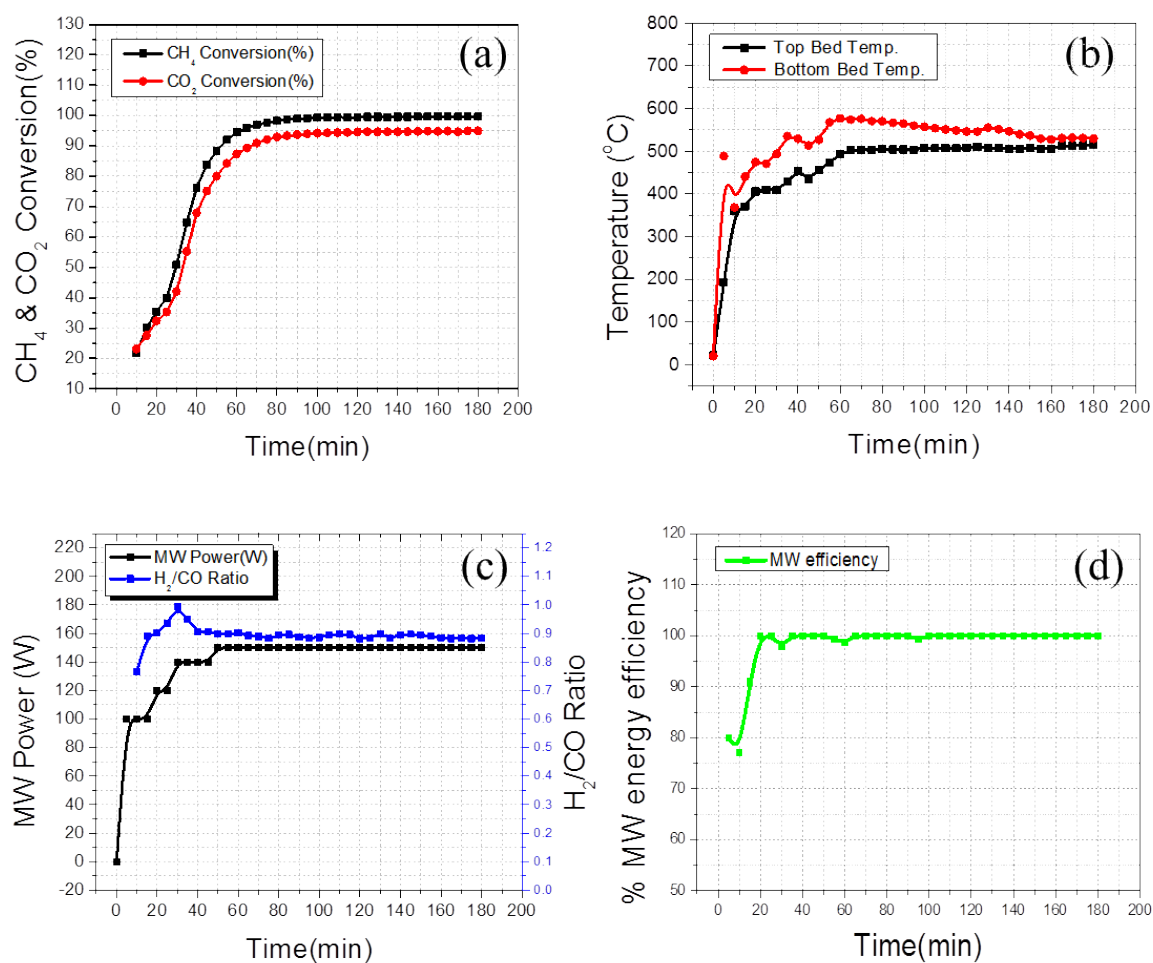 (a)
CH₄ Conversion(%)
CO₂ Conversion(%)
CH₄ & CO₂ Conversion(%)
130
120
110
100
90
80
70
60
50
40
30
20
10
0 20 40 60 80 100 120 140 160 180 200
Time(min)
(b)
Top Bed Temp.
Bottom Bed Temp.
Temperature (°C)
800
700
600
500
400
300
200
100
0
0 20 40 60 80 100 120 140 160 180 200
Time(min)
(c)
MW Power(W)
H₂/CO Ratio
MW Power (W)
220
200
180
160
140
120
100
80
60
40
20
0
-20
1.2
1.1
1.0
0.9
0.8
0.7
0.6
0.5
0.4
0.3
0.2
0.1
0.0
H₂/CO Ratio
0 20 40 60 80 100 120 140 160 180 200
Time(min)
(d)
MW efficiency
% MW energy efficiency
120
110
100
90
80
70
60
50
0 20 40 60 80 100 120 140 160 180 200
Time(min)